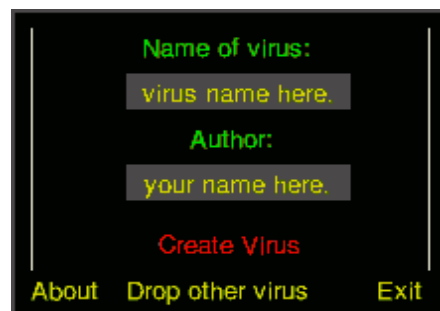 Name of virus:
virus name here.
Author:
your name here.
Create Virus
About Drop other virus Exit